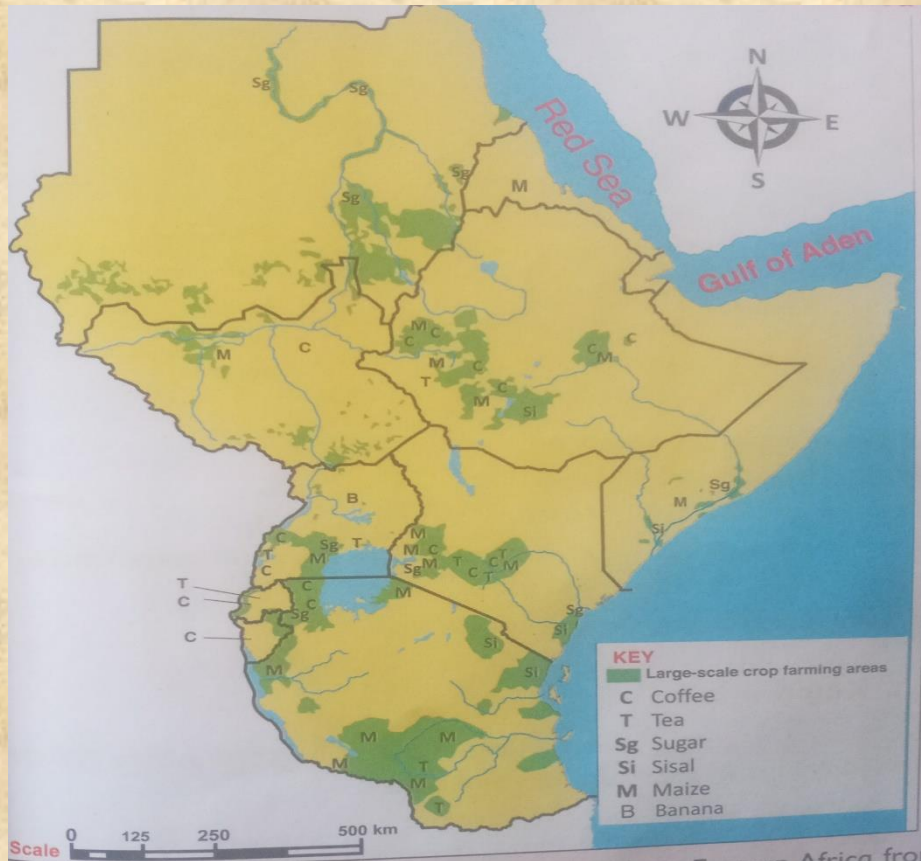 N
W E
S
Red Sea
Gulf of Aden
Sg
Sg
Sg
Sg
M
M
C
C
C
M
C
M
C
M
C
T
C
M
Si
Sg
M
Si
B
C
Sg
T
M
T
C
M
M
C
M
Sg
T
C
T
C
T
M
T
C
C
C
C
Sg
M
Sg
Si
Si
Si
M
M
M
M
T
M
T
KEY
Large-scale crop farming areas
C Coffee
T Tea
Sg Sugar
Si Sisal
M Maize
B Banana
Scale 0 125 250 500 km
Africa fro